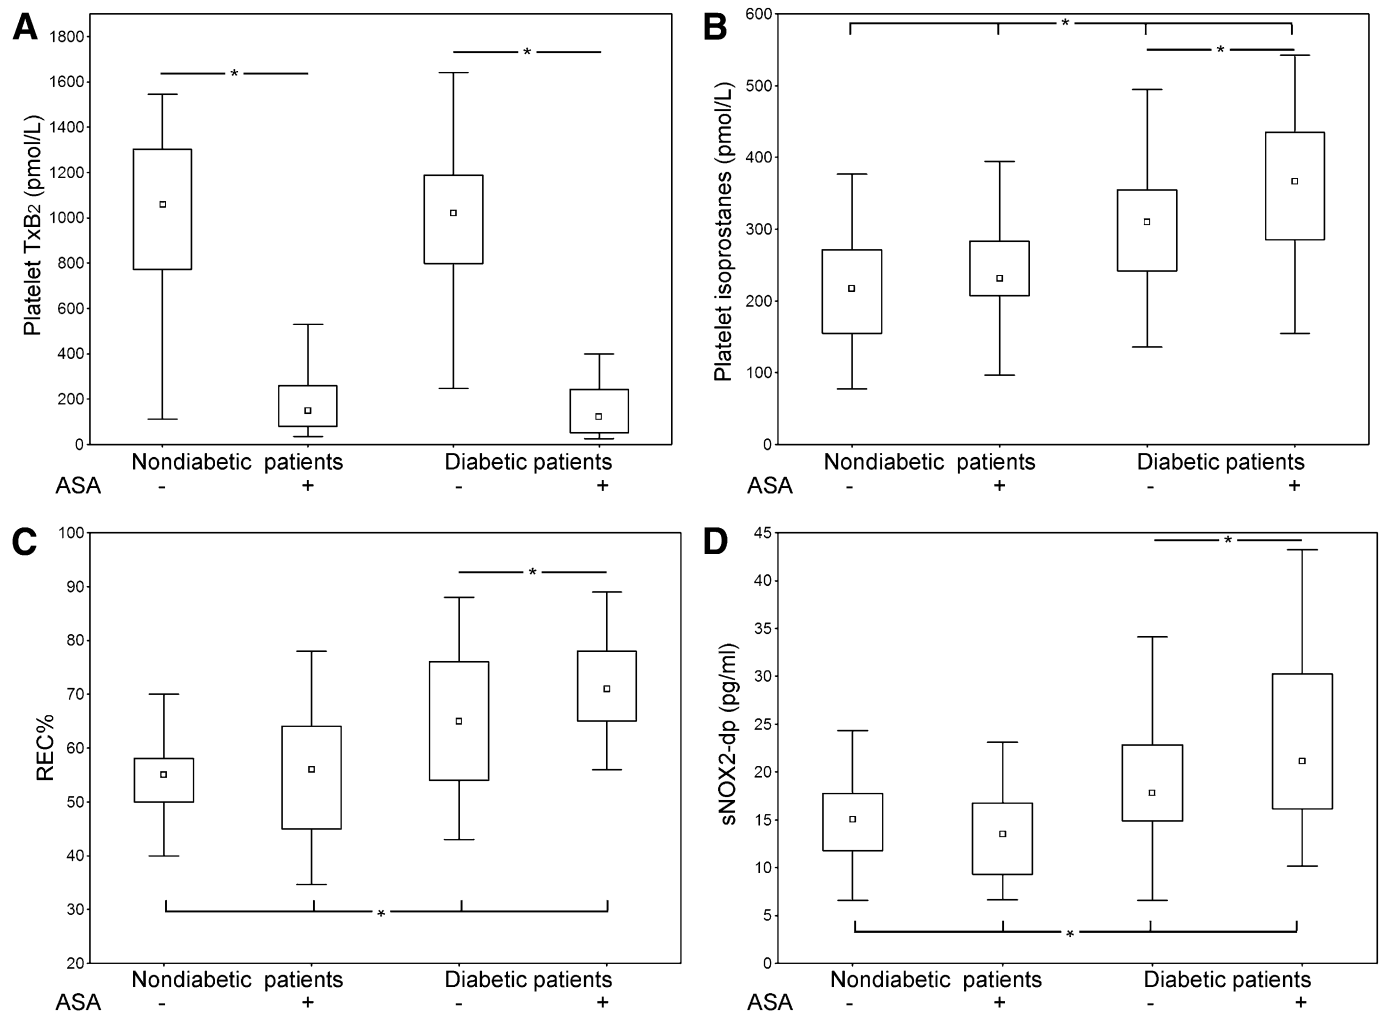 A
Platelet TxB2 (pmol/L)
1800
1600
1400
1200
1000
800
600
400
200
0
*
*
Nondiabetic patients Diabetic patients
ASA - + - +
B
Platelet isoprostanes (pmol/L)
600
500
400
300
200
100
0
*
*
Nondiabetic patients Diabetic patients
ASA - + - +
C
REC%
100
90
80
70
60
50
40
30
20
*
*
Nondiabetic patients Diabetic patients
ASA - + - +
D
sNOX2-dp (pg/ml)
45
40
35
30
25
20
15
10
5
0
*
*
Nondiabetic patients Diabetic patients
ASA - + - +